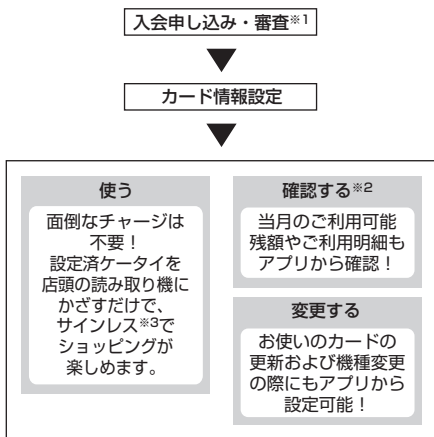 入会申し込み・審査※1
カード情報設定
使う
面倒なチャージは
不要！
設定済ケータイを
店頭の読み取り機に
かざすだけで、
サインレス※3で
ショッピングが
楽しめます。
確認する※2
当月のご利用可能
残額やご利用明細も
アプリから確認！
変更する
お使いのカードの
更新および機種変更
の際にもアプリから
設定可能！